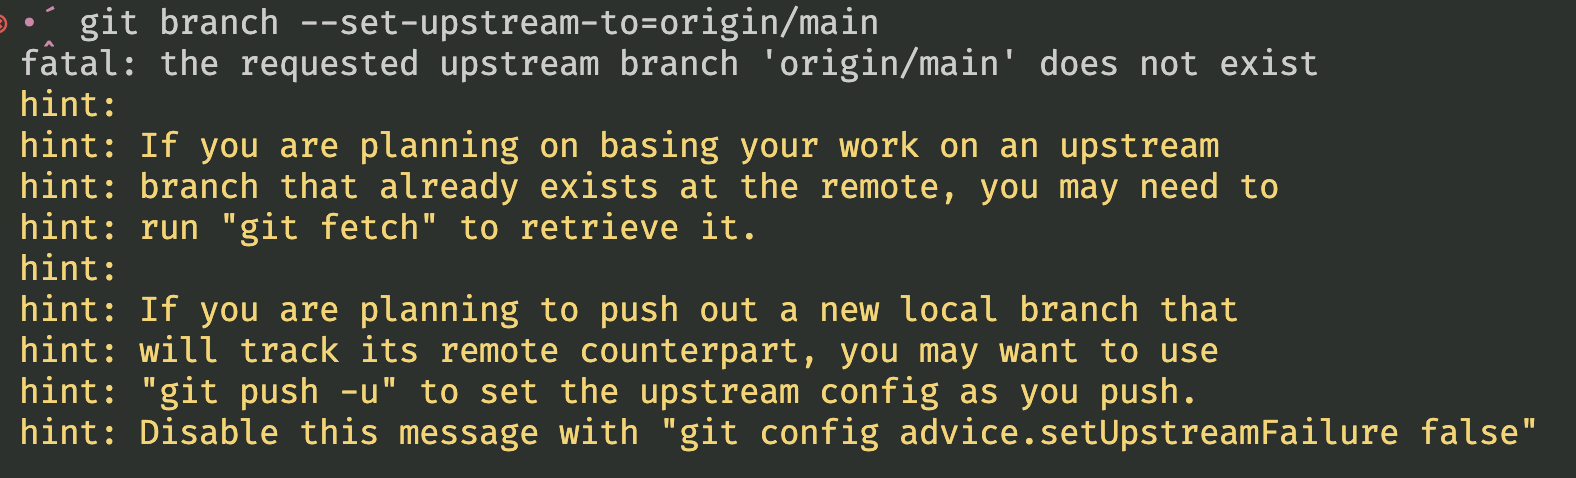 git branch --set-upstream-to=origin/main
fatal: the requested upstream branch 'origin/main' does not exist
hint:
hint: If you are planning on basing your work on an upstream
hint: branch that already exists at the remote, you may need to
hint: run "git fetch" to retrieve it.
hint:
hint: If you are planning to push out a new local branch that
hint: will track its remote counterpart, you may want to use
hint: "git push -u" to set the upstream config as you push.
hint: Disable this message with "git config advice.setUpstreamFailure false"